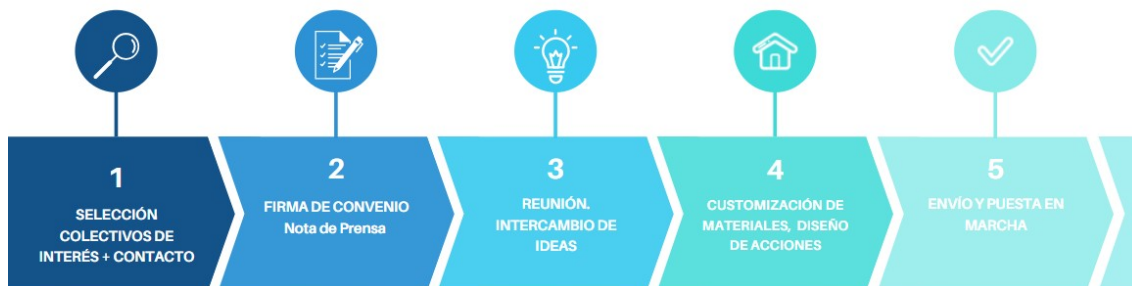 1
SELECCIÓN
COLECTIVOS DE
INTERÉS + CONTACTO
2
FIRMA DE CONVENIO
Nota de Prensa
3
REUNIÓN.
INTERCAMBIO DE
IDEAS
4
CUSTOMIZACIÓN DE
MATERIALES, DISEÑO
DE ACCIONES
5
ENVÍO Y PUESTA EN
MARCHA